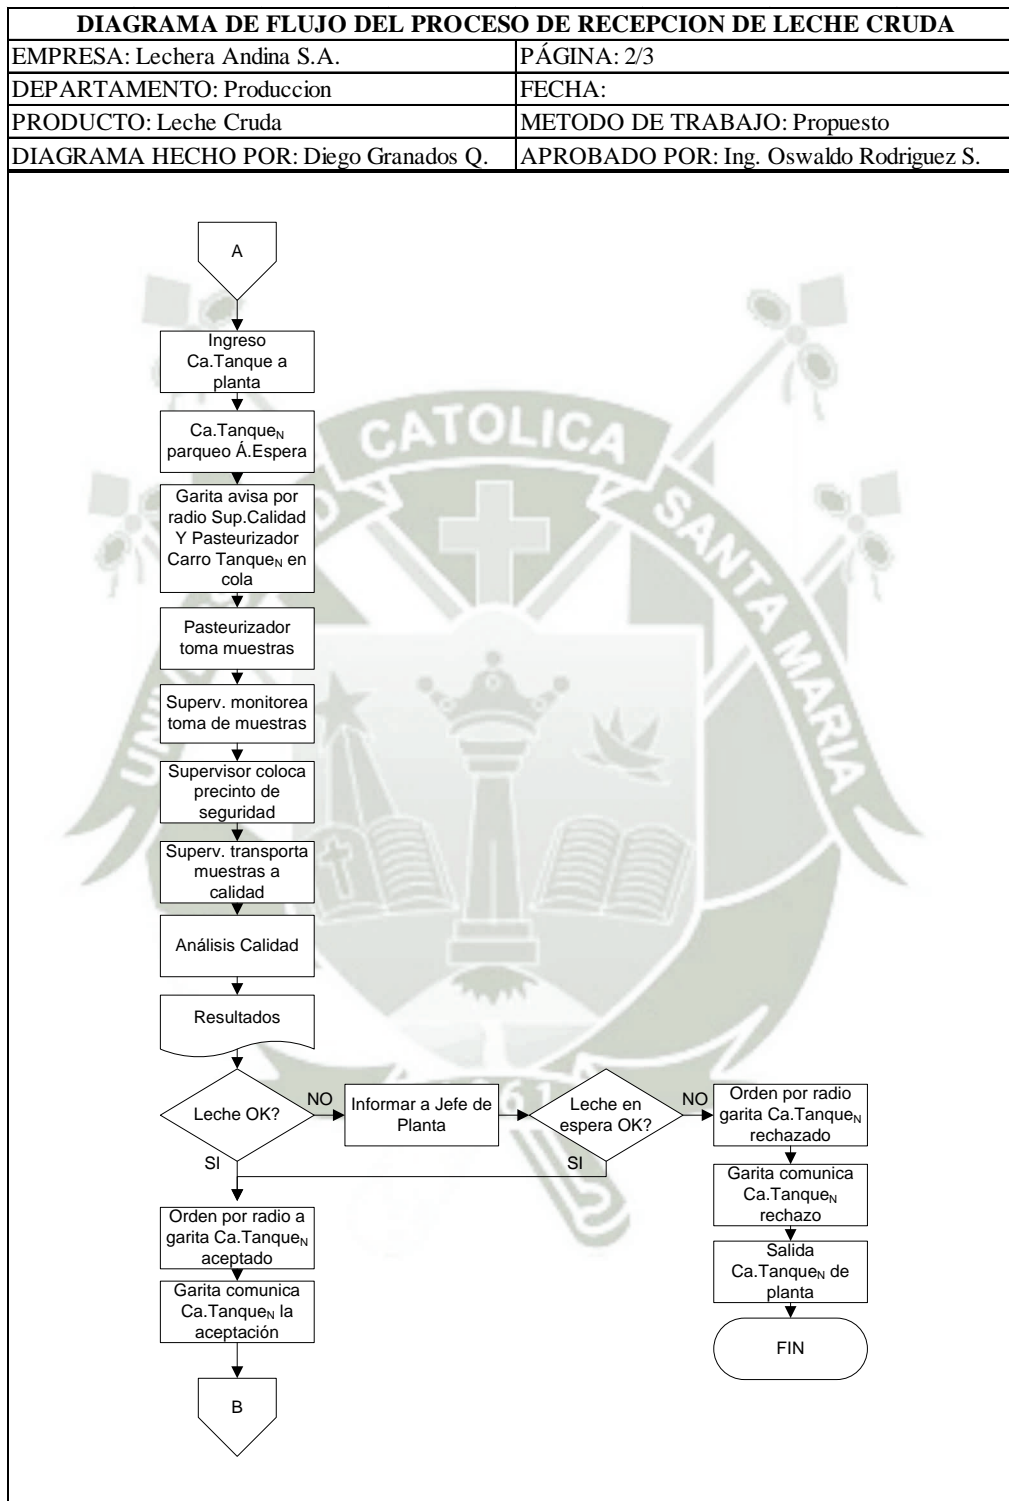 DIAGRAMA DE FLUJO DEL PROCESO DE RECEPCION DE LECHE CRUDA
EMPRESA: Lechera Andina S.A.
PÁGINA: 2/3
DEPARTAMENTO: Produccion
FECHA:
PRODUCTO: Leche Cruda
METODO DE TRABAJO: Propuesto
DIAGRAMA HECHO POR: Diego Granados Q.
APROBADO POR: Ing. Oswaldo Rodriguez S.
A
Ingreso
Ca.Tanque a
planta
Ca.TanqueN
parqueo Á.Espera
Garita avisa por
radio Sup.Calidad
Y Pasteurizador
Carro TanqueN en
cola
Pasteurizador
toma muestras
Superv. monitorea
toma de muestras
Supervisor coloca
precinto de
seguridad
Superv. transporta
muestras a
calidad
Análisis Calidad
Resultados
Leche OK?
NO
SI
Informar a Jefe de
Planta
Leche en
espera OK?
NO
SI
Orden por radio
garita Ca.TanqueN
rechazado
Garita comunica
Ca.TanqueN
rechazo
Salida
Ca.TanqueN de
planta
FIN
Orden por radio a
garita Ca.TanqueN
aceptado
Garita comunica
Ca.TanqueN la
aceptación
B
CATOLICA
SANTA MARIA